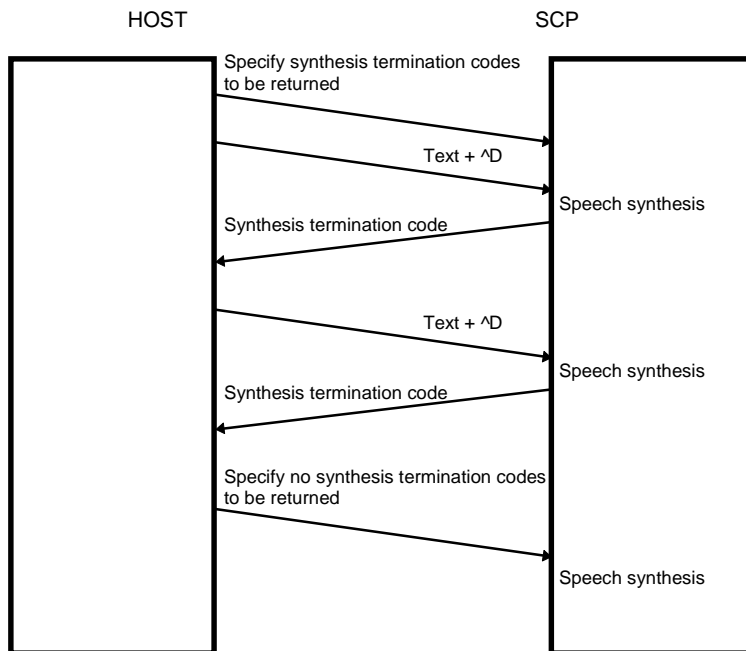 HOST
SCP
Specify synthesis termination codes
to be returned
Text + ^D
Speech synthesis
Synthesis termination code
Text + ^D
Speech synthesis
Synthesis termination code
Specify no synthesis termination codes
to be returned
Speech synthesis